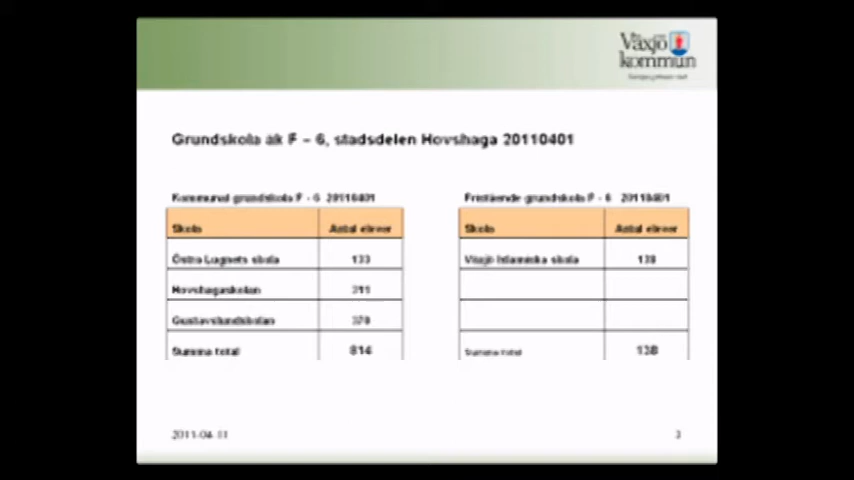 Växjö
kommun
Grundskola åk F – 6, stadsdelen Hovshaga 20110401
Kommunal grundskola F - 6 20110401
Skola Antal elever
Östra Lugnets skola 133
Hovshagaskolan 311
Gustavslundskolan 370
Summa total 814
Fristående grundskola F - 6 20110401
Skola Antal elever
Växjö Islamiska skola 138
Summa total 138
2011-04-11
3